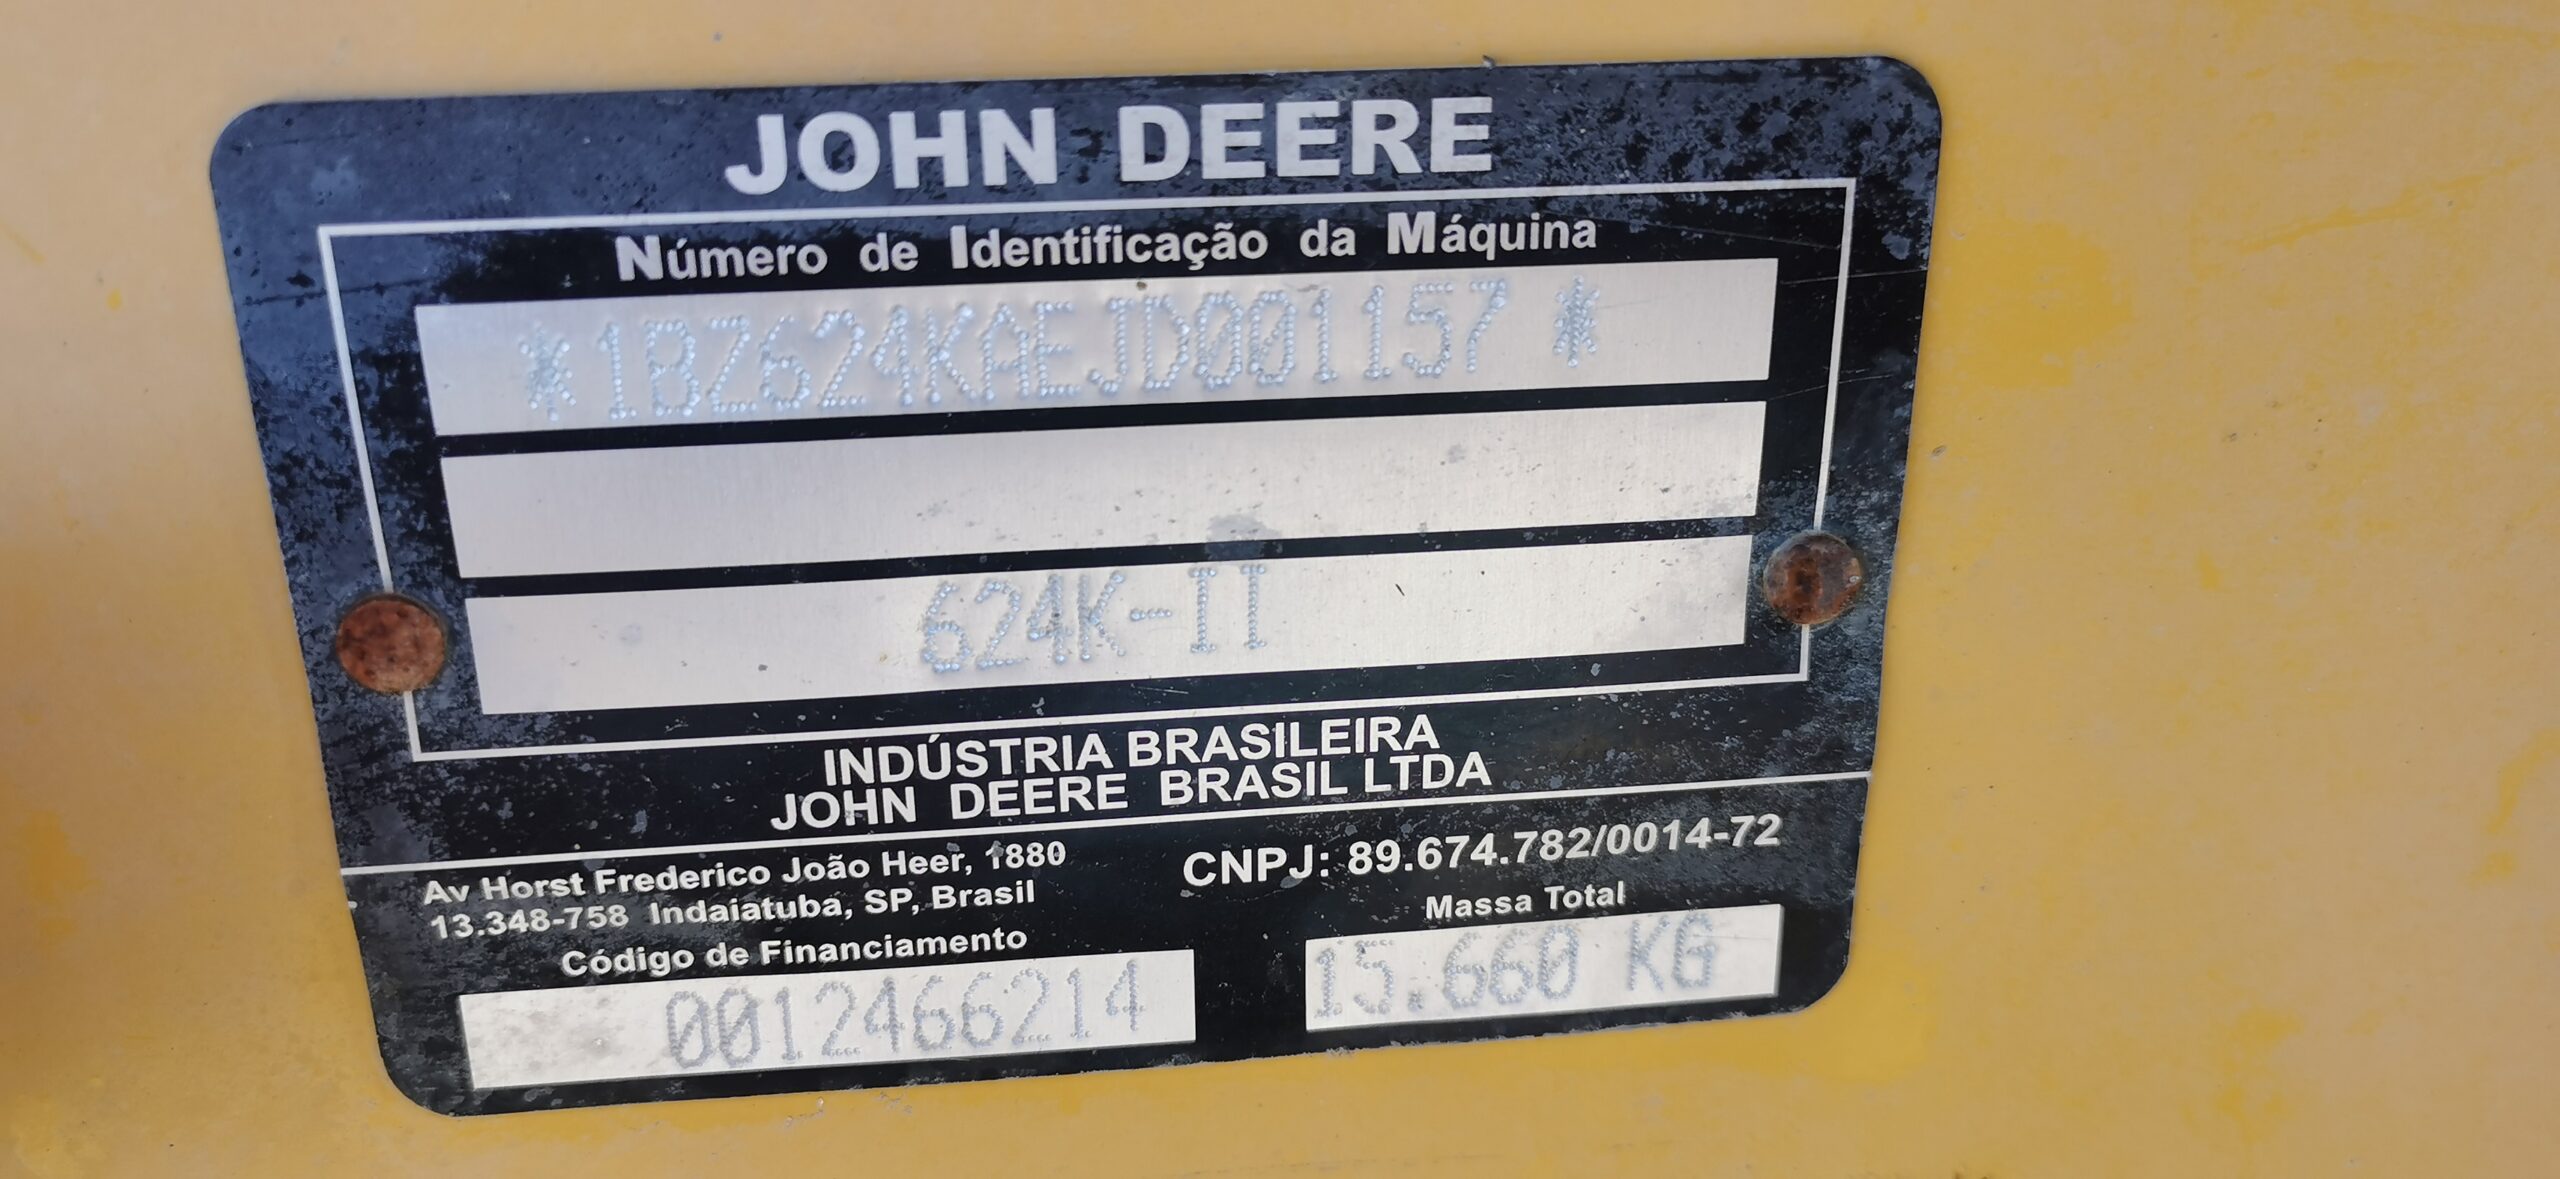 JOHN DEERE
Número de Identificação da Máquina
*1BZ624KAEJD001157*
624K-II
INDÚSTRIA BRASILEIRA
JOHN DEERE BRASIL LTDA
Av Horst Frederico João Heer, 1880
13.348-758 Indaiatuba, SP, Brasil
CNPJ: 89.674.782/0014-72
Código de Financiamento
0012466214
Massa Total
15.660 KG